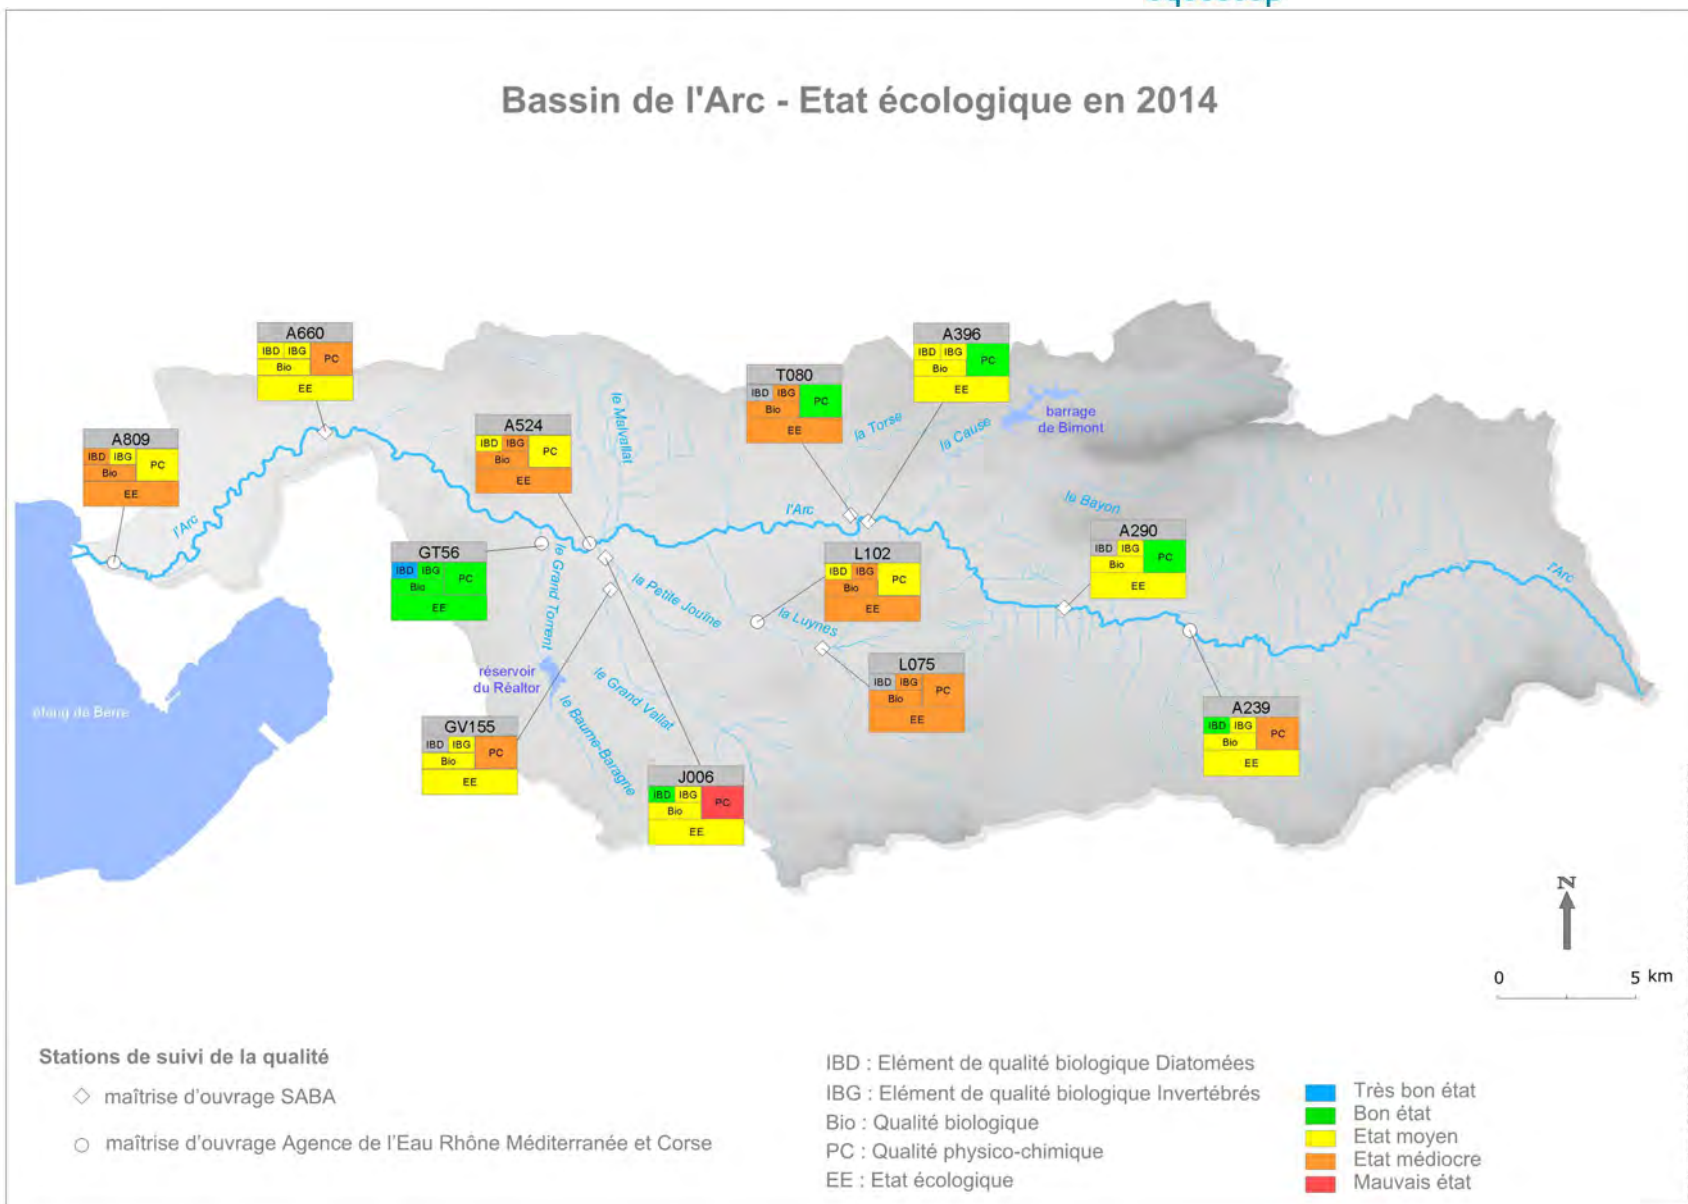 Bassin de l'Arc - Etat écologique en 2014
A660
IBD IBG
PC
Bio
EE
A396
IBD IBG
PC
Bio
EE
T080
IBD IBG
PC
Bio
EE
A524
IBD IBG
PC
Bio
EE
A809
IBD IBG
PC
Bio
EE
le Malvallat
la Torse
la Cause
barrage
de Bimont
le Bayon
l'Arc
l'Arc
l'Arc
GT56
IBD IBG
PC
Bio
EE
L102
IBD IBG
PC
Bio
EE
A290
IBD IBG
PC
Bio
EE
le Grand Torrent
la Petite Jouïne
la Luynes
réservoir
du Réaltor
le Grand Vallat
le Baume-Baragne
étang de Berre
L075
IBD IBG
PC
Bio
EE
A239
IBD IBG
PC
Bio
EE
GV155
IBD IBG
PC
Bio
EE
J006
IBD IBG
PC
Bio
EE
N
0 5 km
Stations de suivi de la qualité
maîtrise d'ouvrage SABA
maîtrise d'ouvrage Agence de l'Eau Rhône Méditerranée et Corse
IBD : Elément de qualité biologique Diatomées
IBG : Elément de qualité biologique Invertébrés
Bio : Qualité biologique
PC : Qualité physico-chimique
EE : Etat écologique
Très bon état
Bon état
Etat moyen
Etat médiocre
Mauvais état